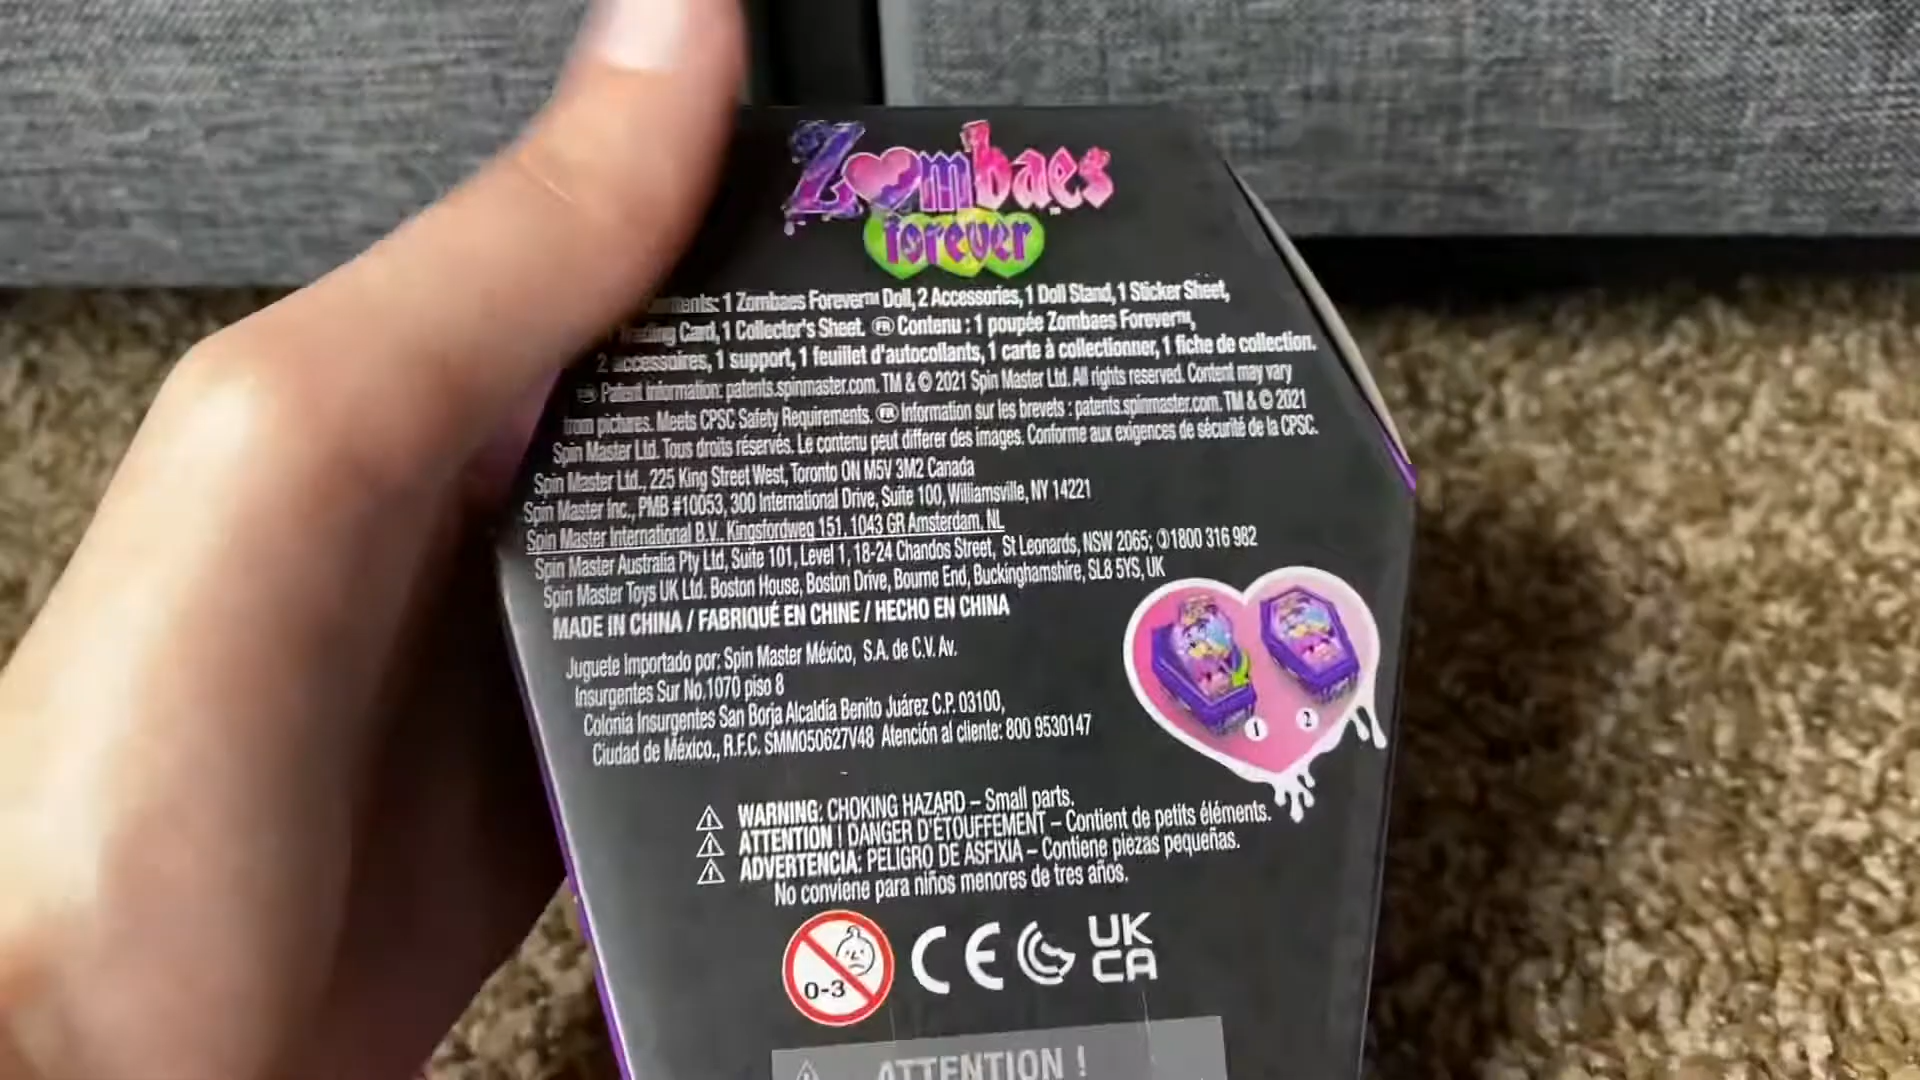 Zombaes
forever
1 Zombaes Forever™ Doll, 2 Accessories, 1 Doll Stand, 1 Sticker Sheet,
Card, 1 Collector's Sheet. FR Contenu : 1 poupée Zombaes Forever™,
2 accessoires, 1 support, 1 feuillet d'autocollants, 1 carte à collectionner, 1 fiche de collection.
Patent Information: patents.spinmaster.com. TM & © 2021 Spin Master Ltd. All rights reserved. Content may vary
from pictures. Meets CPSC Safety Requirements. FR Information sur les brevets : patents.spinmaster.com. TM & © 2021
Spin Master Ltd. Tous droits réservés. Le contenu peut differer des images. Conforme aux exigences de sécurité de la CPSC.
Spin Master Ltd., 225 King Street West, Toronto ON M5V 3M2 Canada
Spin Master Inc., PMB #10053, 300 International Drive, Suite 100, Williamsville, NY 14221
Spin Master International B.V., Kingsfordweg 151, 1043 GR Amsterdam, NL
Spin Master Australia Pty Ltd, Suite 101, Level 1, 18-24 Chandos Street, St Leonards, NSW 2065; 1800 316 982
Spin Master Toys UK Ltd. Boston House, Boston Drive, Bourne End, Buckinghamshire, SL8 5YS, UK
MADE IN CHINA / FABRIQUÉ EN CHINE / HECHO EN CHINA
Juguete Importado por: Spin Master México, S.A. de C.V. Av.
Insurgentes Sur No.1070 piso 8
Colonia Insurgentes San Borja Alcaldía Benito Juárez C.P. 03100,
Ciudad de México., R.F.C. SMM050627V48 Atención al cliente: 800 9530147
1 2
WARNING: CHOKING HAZARD – Small parts.
ATTENTION ! DANGER D'ÉTOUFFEMENT – Contient de petits éléments.
ADVERTENCIA: PELIGRO DE ASFIXIA – Contiene piezas pequeñas.
No conviene para niños menores de tres años.
0-3 CE UK
CA
ATTENTION !